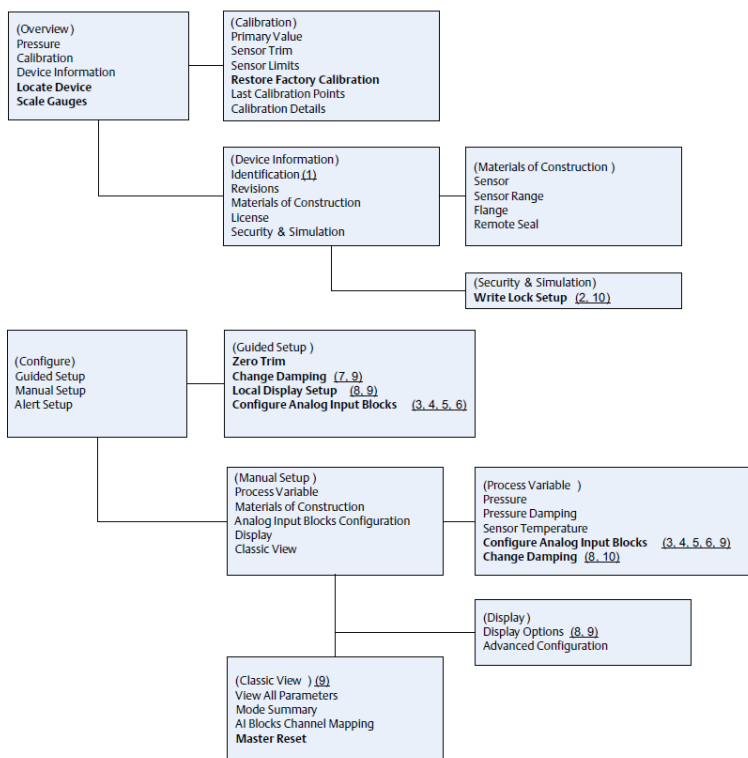 (Overview)
Pressure
Calibration
Device Information
Locate Device
Scale Gauges
(Calibration)
Primary Value
Sensor Trim
Sensor Limits
Restore Factory Calibration
Last Calibration Points
Calibration Details
(Device Information)
Identification (1)
Revisions
Materials of Construction
License
Security & Simulation
(Materials of Construction )
Sensor
Sensor Range
Flange
Remote Seal
(Security & Simulation)
Write Lock Setup (2, 10)
(Configure)
Guided Setup
Manual Setup
Alert Setup
(Guided Setup )
Zero Trim
Change Damping (7, 9)
Local Display Setup (8, 9)
Configure Analog Input Blocks (3, 4, 5, 6)
(Manual Setup )
Process Variable
Materials of Construction
Analog Input Blocks Configuration
Display
Classic View
(Process Variable )
Pressure
Pressure Damping
Sensor Temperature
Configure Analog Input Blocks (3, 4, 5, 6, 9)
Change Damping (8, 10)
(Display )
Display Options (8, 9)
Advanced Configuration
(Classic View ) (9)
View All Parameters
Mode Summary
AI Blocks Channel Mapping
Master Reset